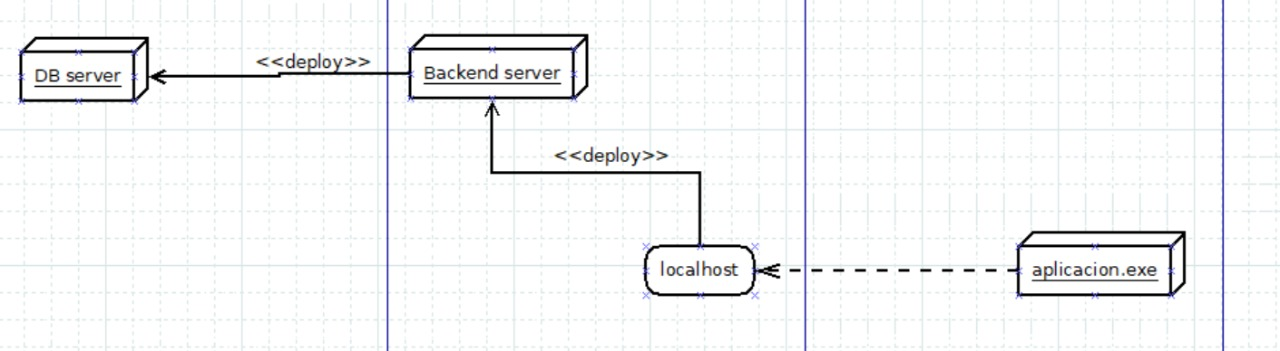 <<deploy>>
DB server
Backend server
<<deploy>>
localhost
aplicacion.exe